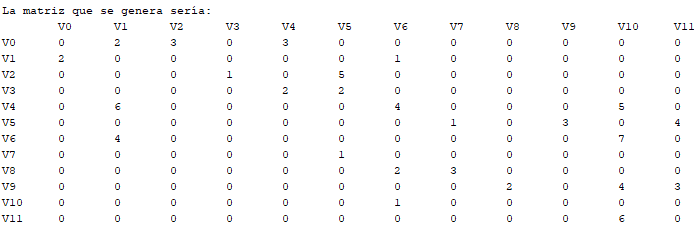 La matriz que se genera sería:
V0 V1 V2 V3 V4 V5 V6 V7 V8 V9 V10 V11
V0 0 2 3 0 3 0 0 0 0 0 0 0
V1 2 0 0 0 0 0 1 0 0 0 0 0
V2 0 0 0 1 0 5 0 0 0 0 0 0
V3 0 0 0 0 2 2 0 0 0 0 0 0
V4 0 6 0 0 0 0 4 0 0 0 5 0
V5 0 0 0 0 0 0 0 1 0 3 0 4
V6 0 4 0 0 0 0 0 0 0 0 7 0
V7 0 0 0 0 0 1 0 0 0 0 0 0
V8 0 0 0 0 0 0 2 3 0 0 0 0
V9 0 0 0 0 0 0 0 0 2 0 4 3
V10 0 0 0 0 0 0 1 0 0 0 0 0
V11 0 0 0 0 0 0 0 0 0 0 6 0